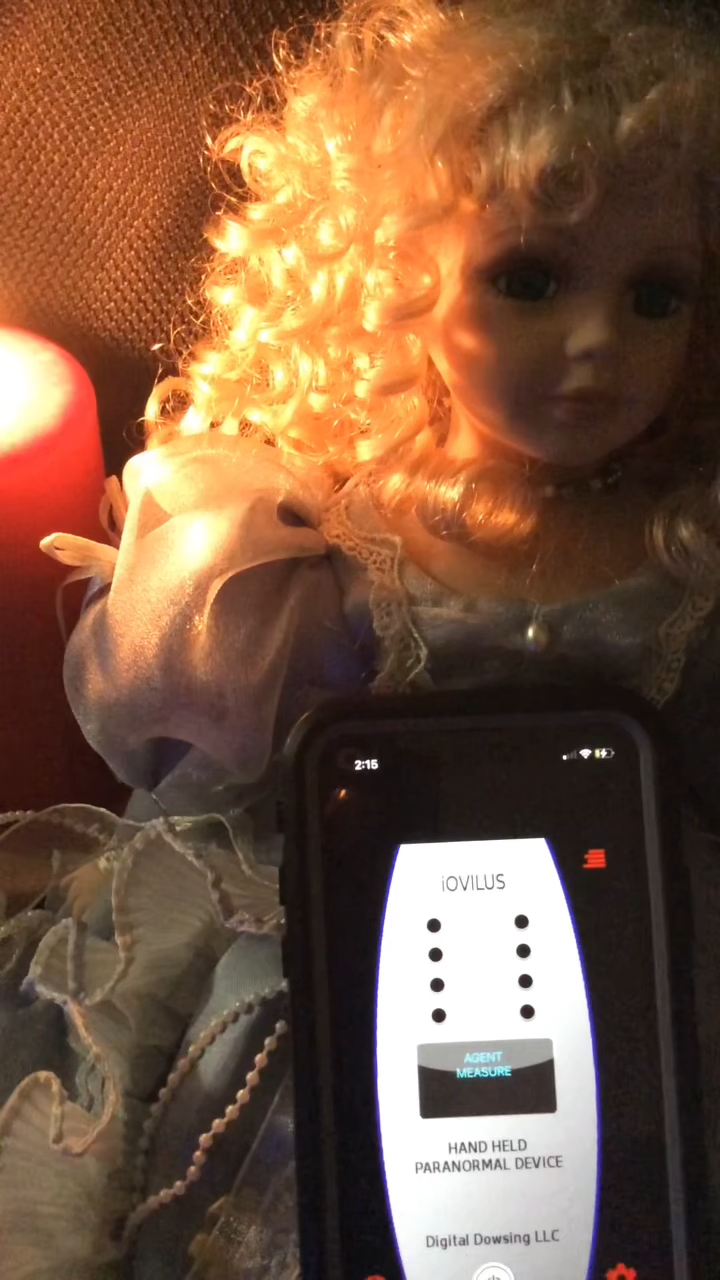 2:15
iOVILUS
AGENT
MEASURE
HAND HELD
PARANORMAL DEVICE
Digital Dowsing LLC